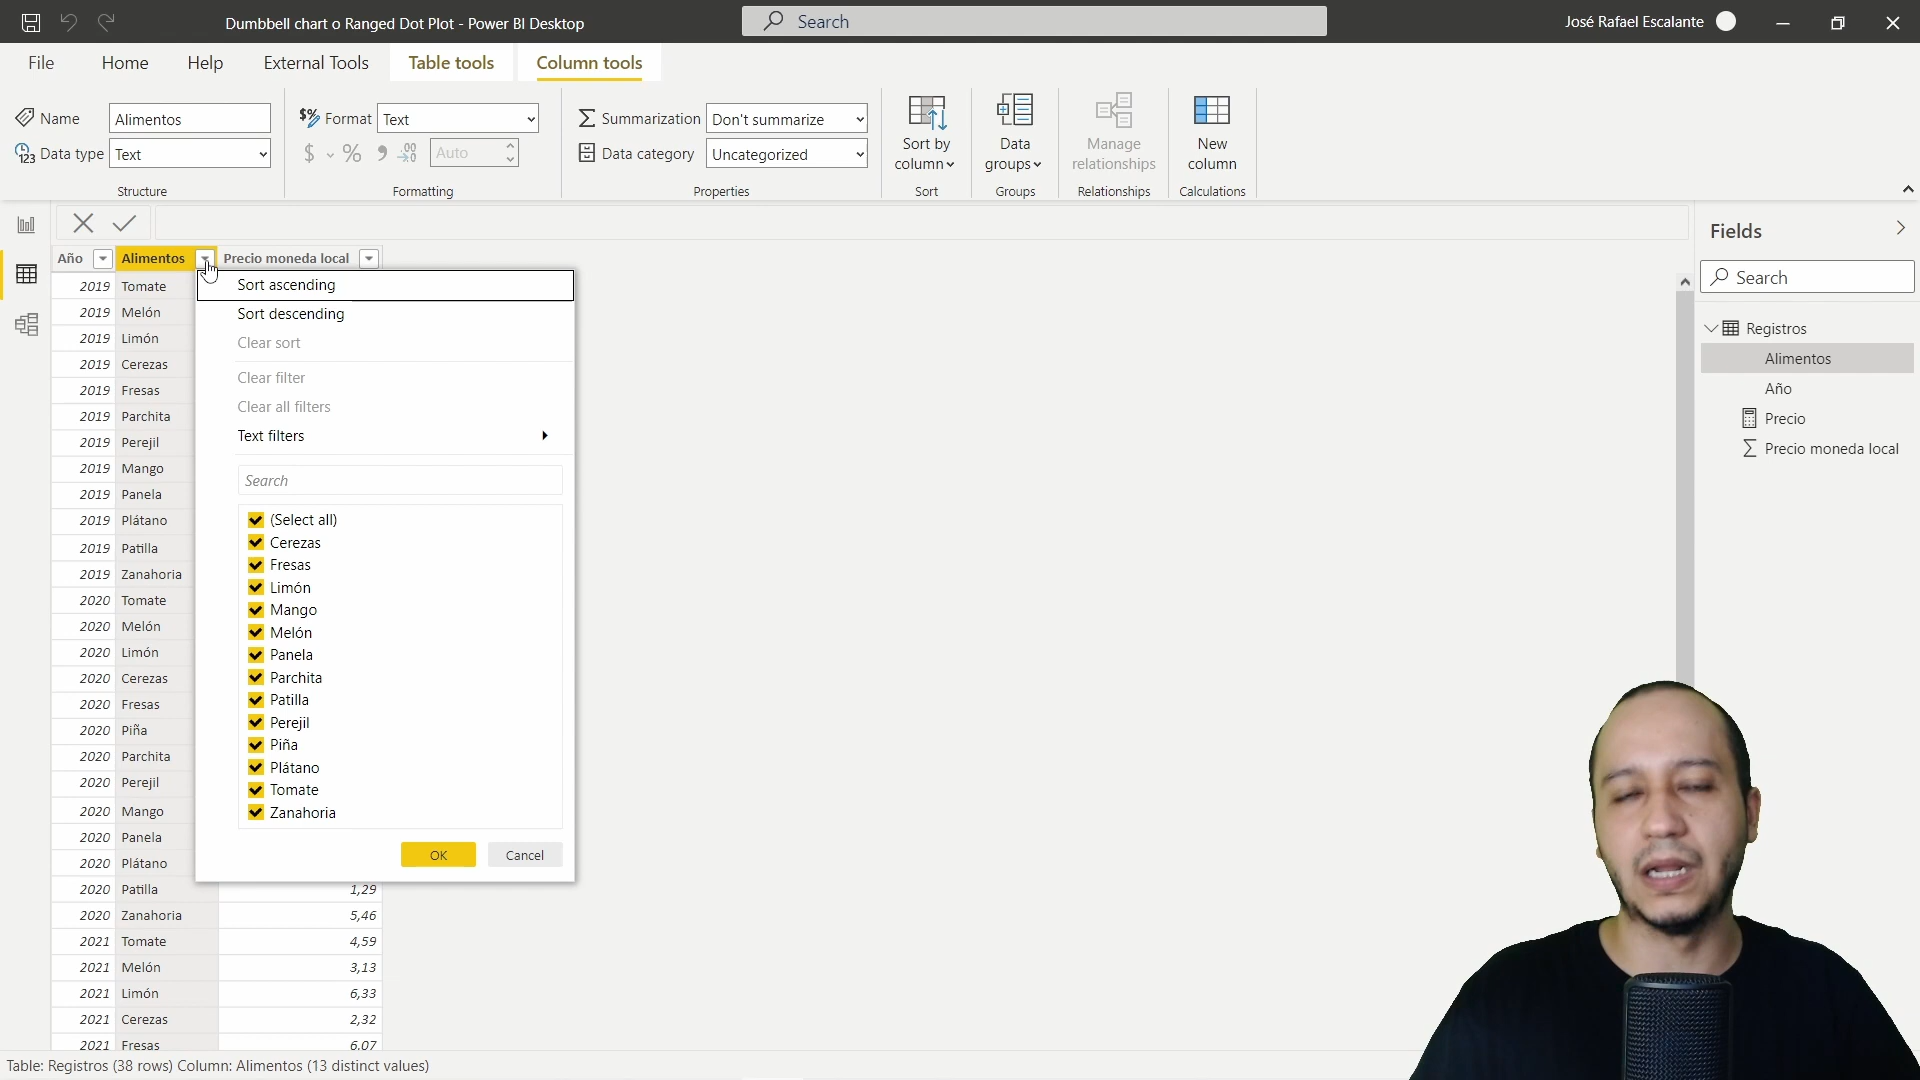 Dumbbell chart o Ranged Dot Plot - Power BI Desktop
Search
José Rafael Escalante
File
Home
Help
External Tools
Table tools
Column tools
Name
Alimentos
Data type
Text
Structure
Format
Text
Auto
Formatting
Summarization
Don't summarize
Data category
Uncategorized
Properties
Sort by
column
Sort
Data
groups
Groups
Manage
relationships
Relationships
New
column
Calculations
Año
Alimentos
Precio moneda local
2019 Tomate
2019 Melón
2019 Limón
2019 Cerezas
2019 Fresas
2019 Parchita
2019 Perejil
2019 Mango
2019 Panela
2019 Plátano
2019 Patilla
2019 Zanahoria
2020 Tomate
2020 Melón
2020 Limón
2020 Cerezas
2020 Fresas
2020 Piña
2020 Parchita
2020 Perejil
2020 Mango
2020 Panela
2020 Plátano
2020 Patilla 1,29
2020 Zanahoria 5,46
2021 Tomate 4,59
2021 Melón 3,13
2021 Limón 6,33
2021 Cerezas 2,32
2021 Fresas 6,07
Sort ascending
Sort descending
Clear sort
Clear filter
Clear all filters
Text filters
Search
(Select all)
Cerezas
Fresas
Limón
Mango
Melón
Panela
Parchita
Patilla
Perejil
Piña
Plátano
Tomate
Zanahoria
OK
Cancel
Fields
Search
Registros
Alimentos
Año
Precio
Precio moneda local
Table: Registros (38 rows) Column: Alimentos (13 distinct values)